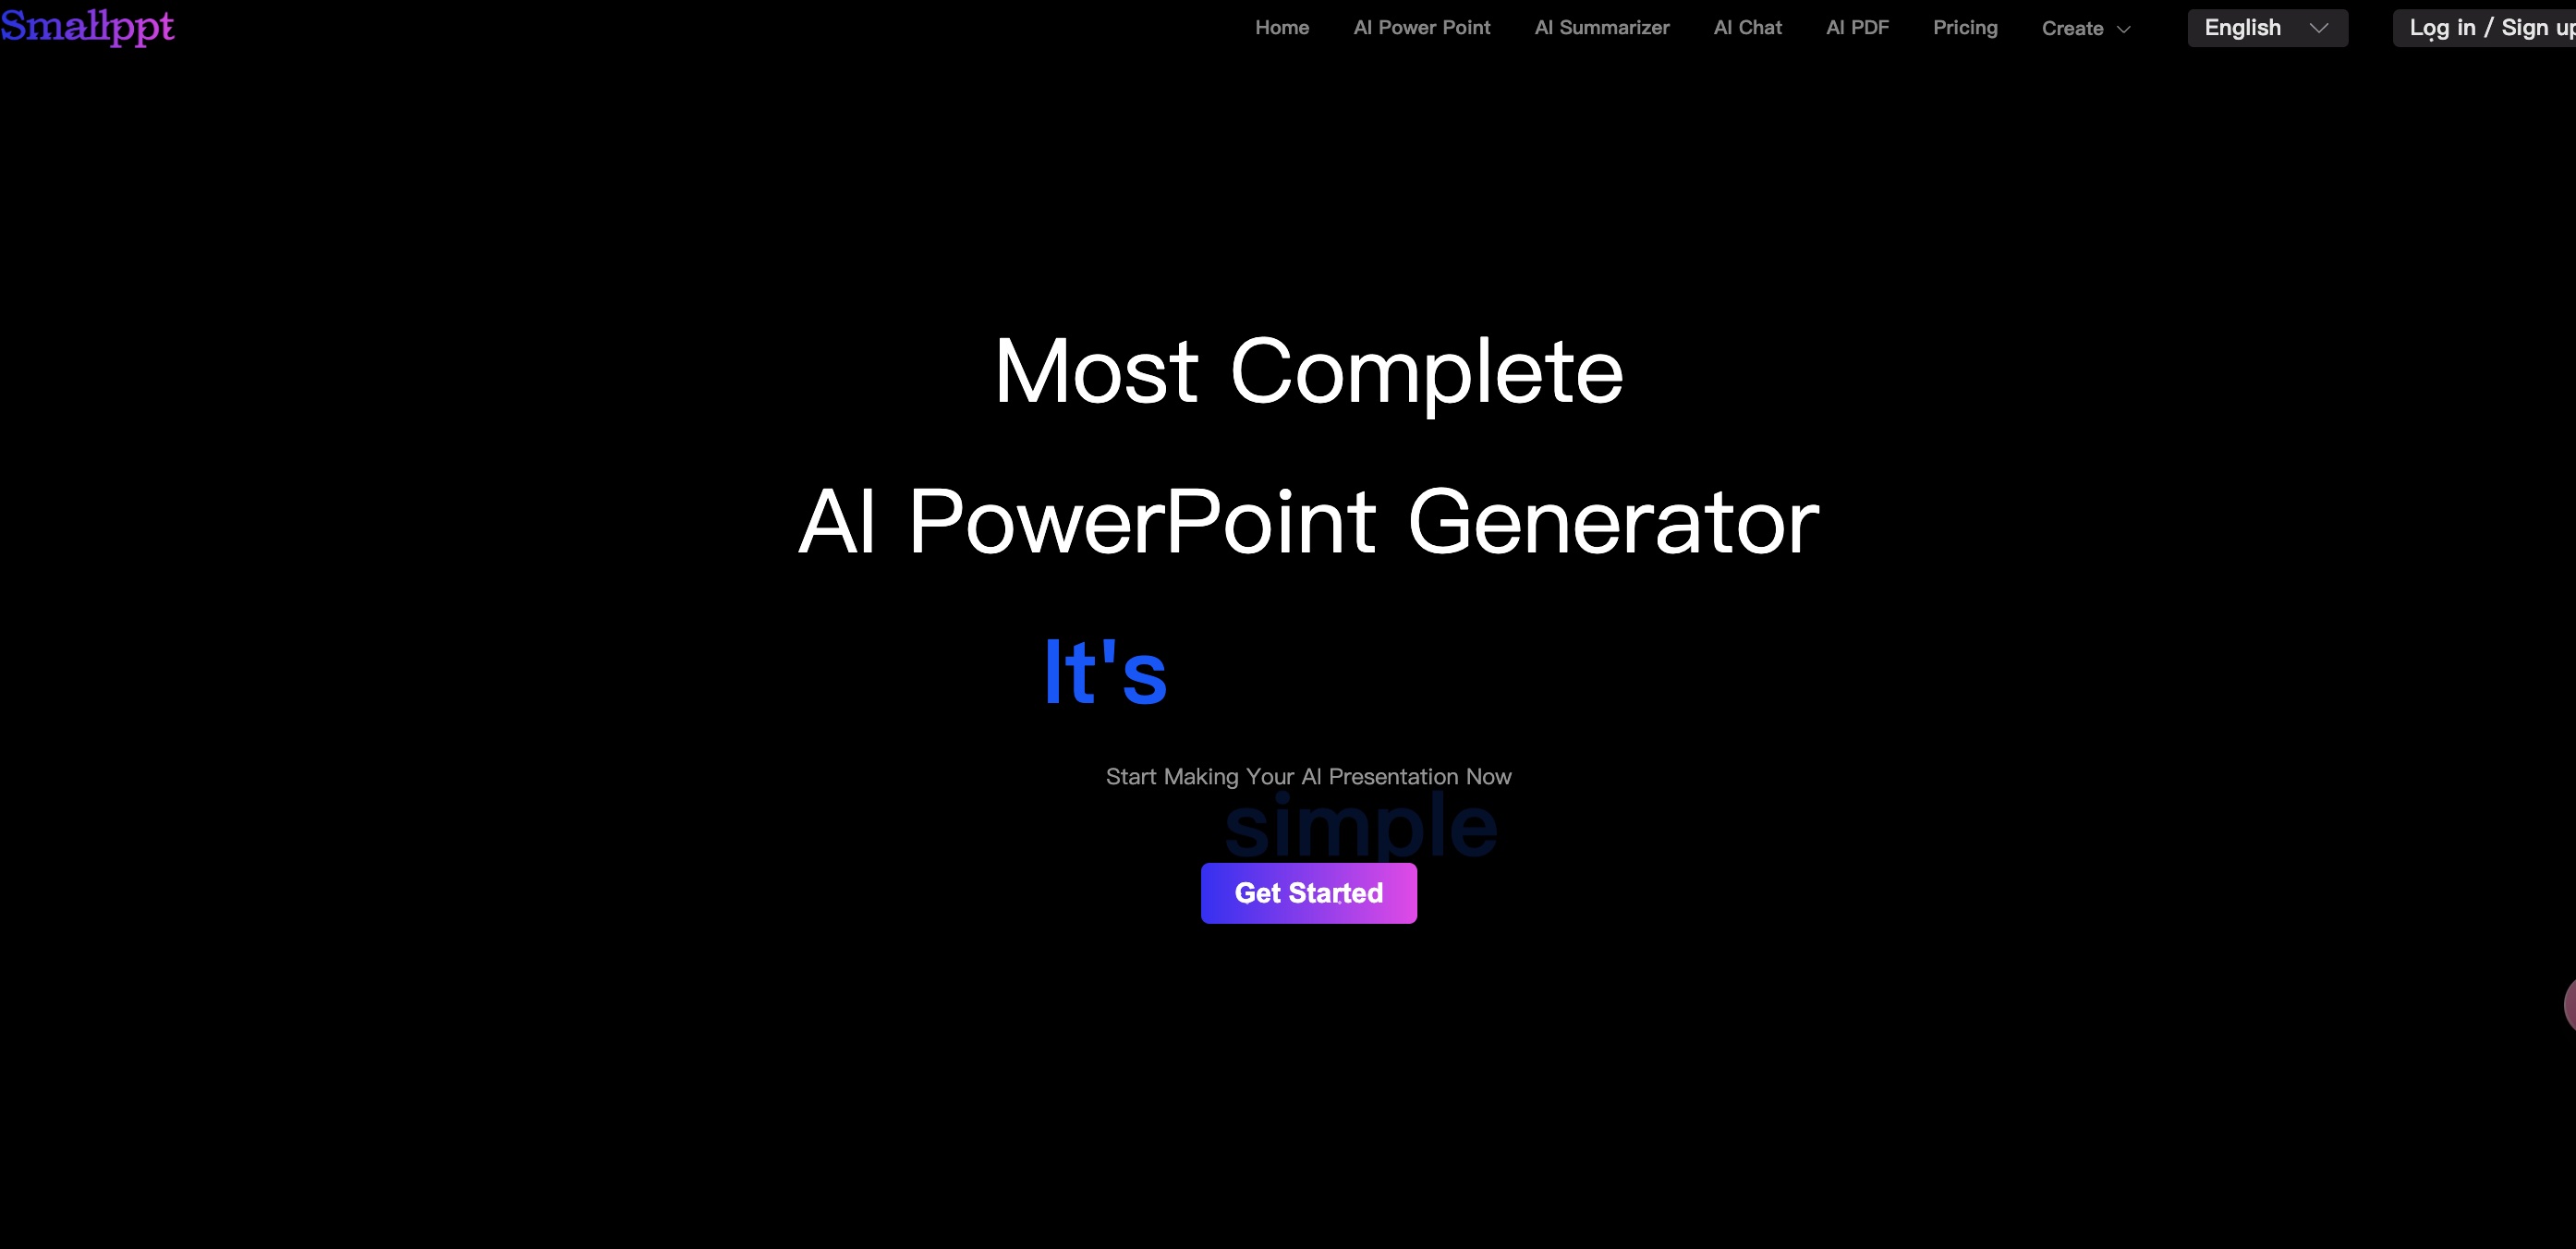 Smallppt
Home AI Power Point AI Summarizer AI Chat AI PDF Pricing Create English Log in / Sign up
Most Complete
AI PowerPoint Generator
It's
Start Making Your AI Presentation Now
simple
Get Started